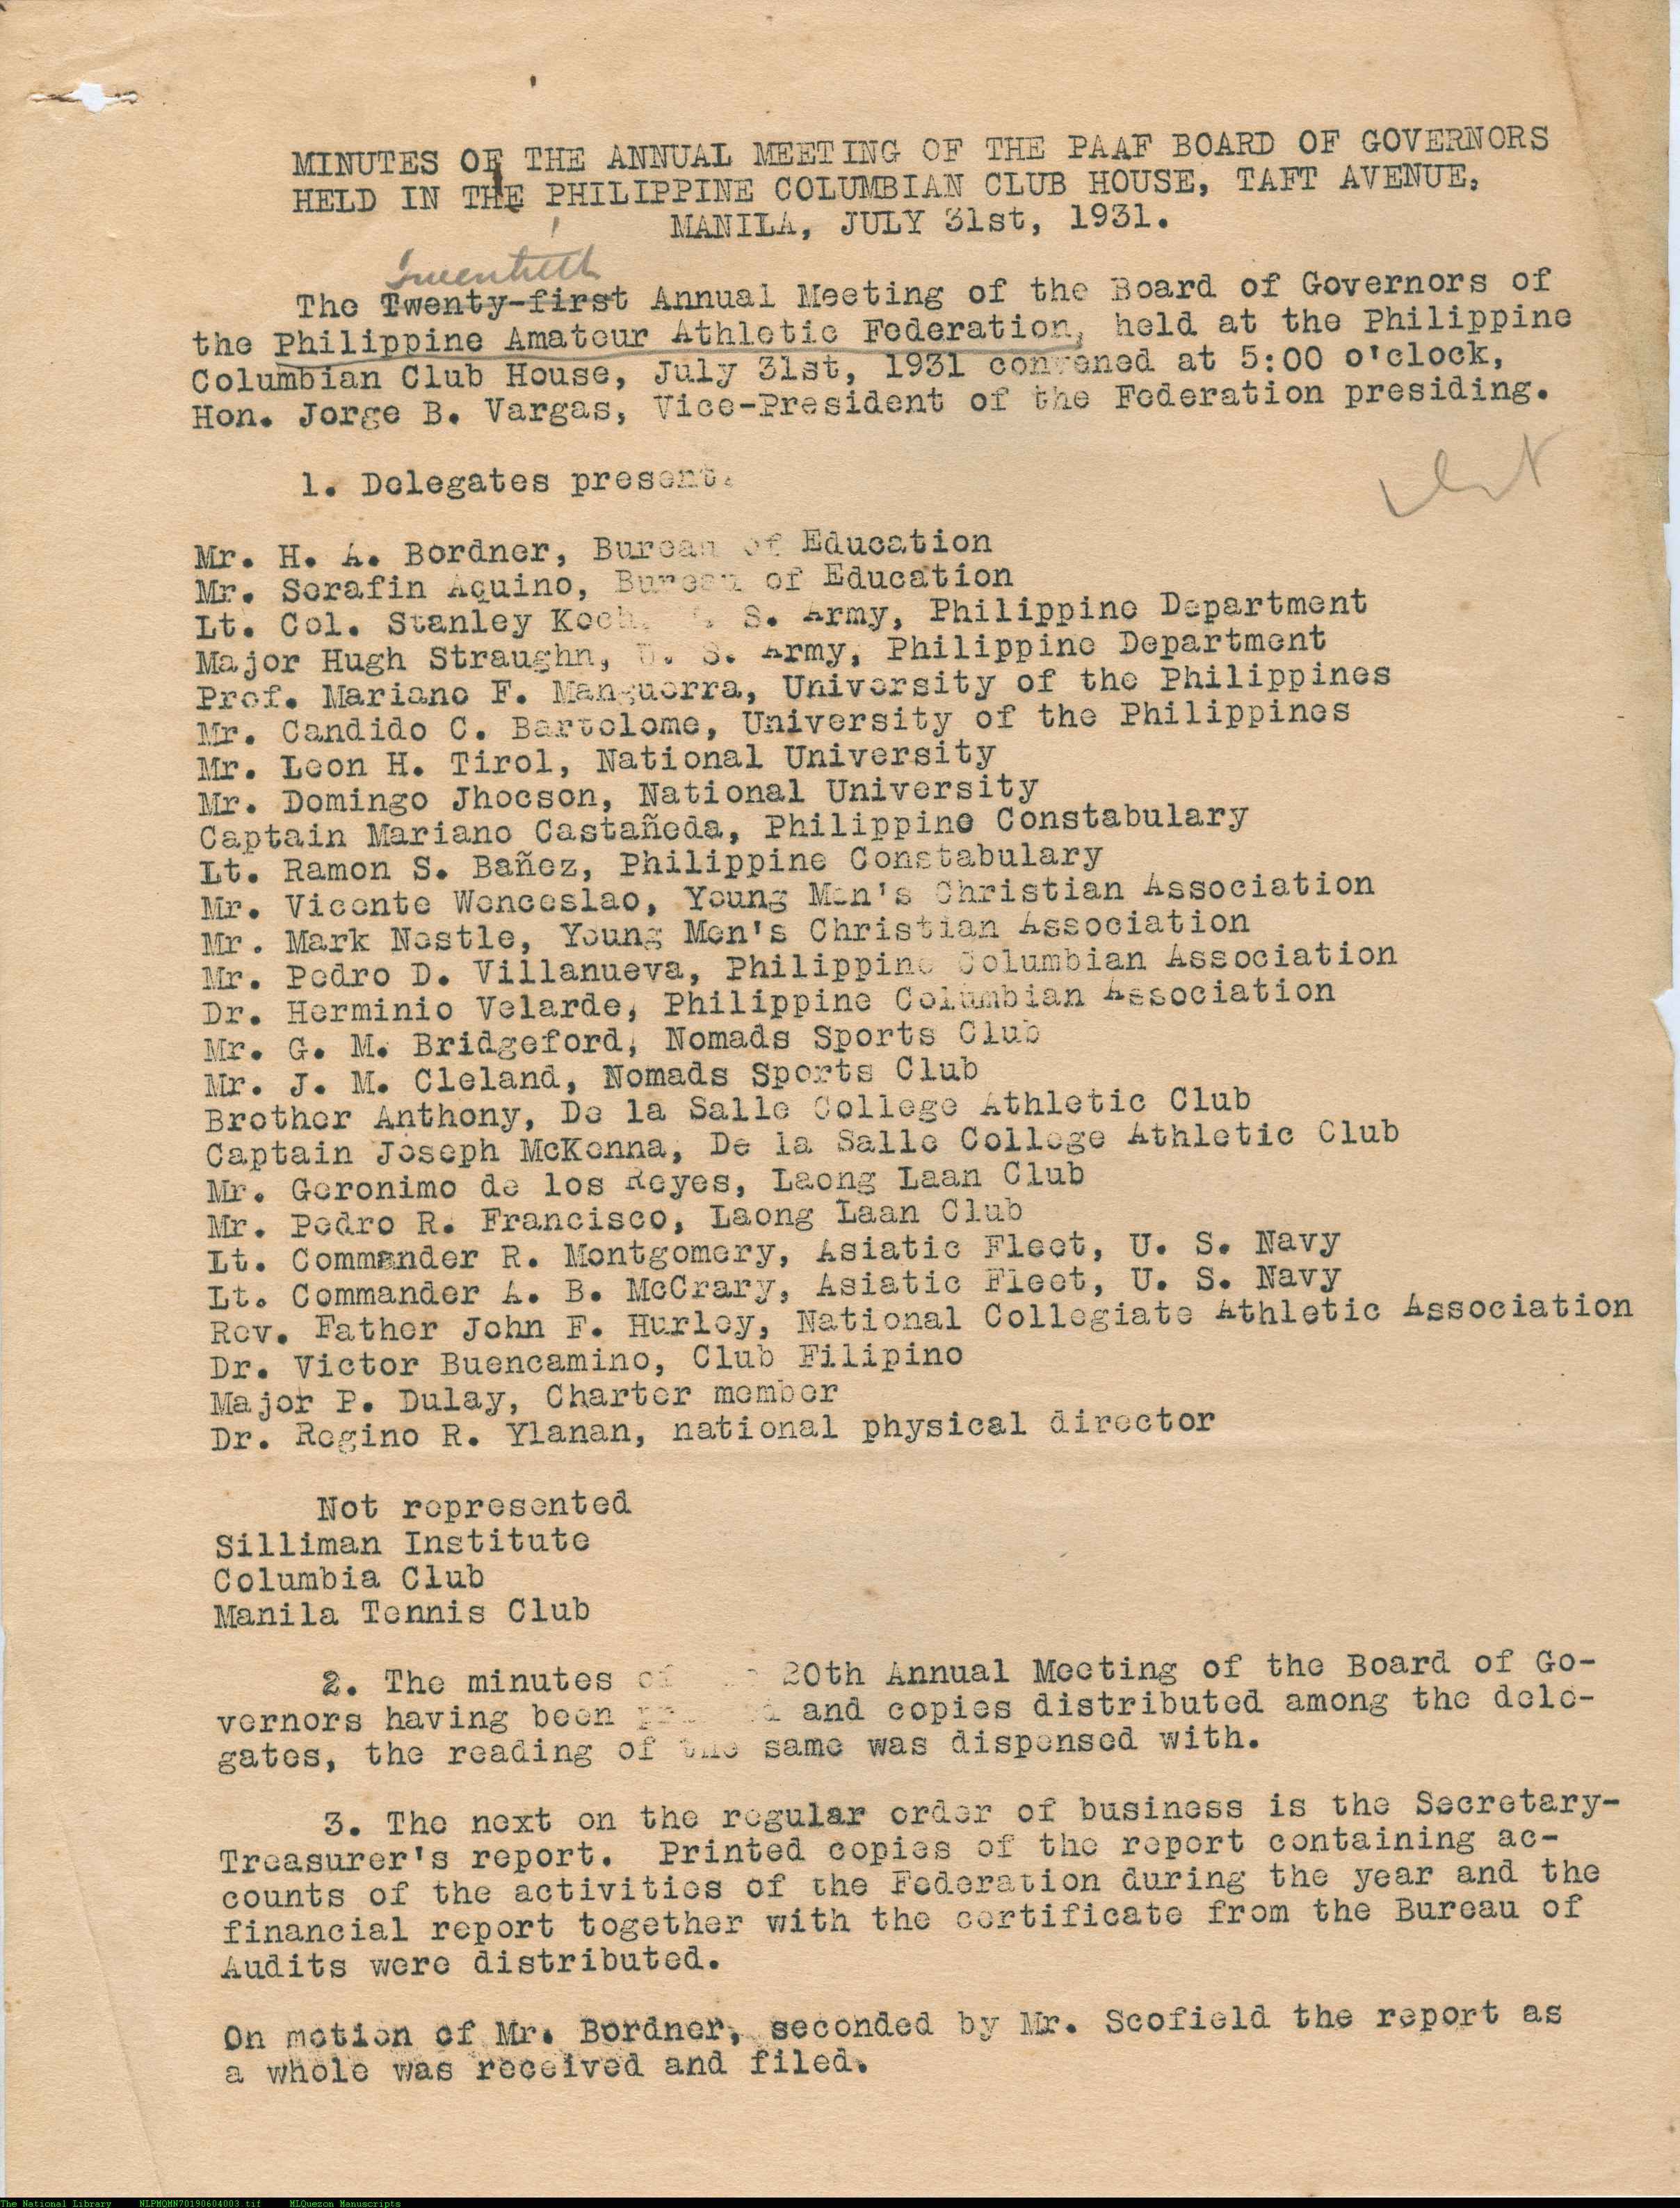 MINUTES OF THE ANNUAL MEETING OF THE PAAF BOARD OF GOVERNORS
HELD IN THE PHILIPPINE COLUMBIAN CLUB HOUSE, TAFT AVENUE,
MANILA, JULY 31st, 1931.
Twentieth
The Twenty-first Annual Meeting of the Board of Governors of
the Philippine Amateur Athletic Federation, held at the Philippine
Columbian Club House, July 31st, 1931 convened at 5:00 o'clock,
Hon. Jorge B. Vargas, Vice-President of the Federation presiding.
1. Delegates present.
Mr. H. A. Bordner, Bureau of Education
Mr. Serafin Aquino, Bureau of Education
Lt. Col. Stanley Koch, S. Army, Philippine Department
Major Hugh Straughn, U. S. Army, Philippine Department
Prof. Mariano F. Manguerra, University of the Philippines
Mr. Candido C. Bartolome, University of the Philippines
Mr. Leon H. Tirol, National University
Mr. Domingo Jhocson, National University
Captain Mariano Castañeda, Philippine Constabulary
Lt. Ramon S. Bañez, Philippine Constabulary
Mr. Vicente Wenceslao, Young Men's Christian Association
Mr. Mark Nestle, Young Men's Christian Association
Mr. Pedro D. Villanueva, Philippine Columbian Association
Dr. Herminio Velarde, Philippine Columbian Association
Mr. G. M. Bridgeford, Nomads Sports Club
Mr. J. M. Cleland, Nomads Sports Club
Brother Anthony, De la Salle College Athletic Club
Captain Joseph McKenna, De la Salle College Athletic Club
Mr. Geronimo de los Reyes, Laong Laan Club
Mr. Pedro R. Francisco, Laong Laan Club
Lt. Commander R. Montgomery, Asiatic Fleet, U. S. Navy
Lt. Commander A. B. McCrary, Asiatic Fleet, U. S. Navy
Rev. Father John F. Hurley, National Collegiate Athletic Association
Dr. Victor Buencamino, Club Filipino
Major P. Dulay, Charter member
Dr. Regino R. Ylanan, national physical director
Not represented
Silliman Institute
Columbia Club
Manila Tennis Club
2. The minutes of 20th Annual Meeting of the Board of Go-
vernors having been and copies distributed among the dele-
gates, the reading of the same was dispensed with.
3. The next on the regular order of business is the Secretary-
Treasurer's report. Printed copies of the report containing ac-
counts of the activities of the Federation during the year and the
financial report together with the certificate from the Bureau of
Audits were distributed.
On motion of Mr. Bordner, seconded by Mr. Scofield the report as
a whole was received and filed.
The National Library NLPMQMN70190604003.tif MLQuezon Manuscripts